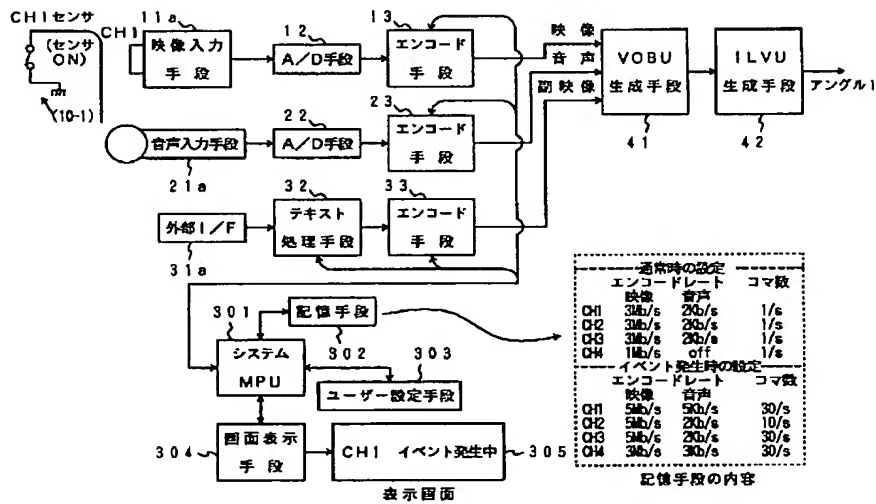 CH1センサ
(センサ
ON)
(10-1)
CH1
11a
映像入力
手段
12
A/D手段
13
エンコード
手段
映像
音声
副映像
VOBU
生成手段
41
ILVU
生成手段
42
アングル1
音声入力手段
21a
22
A/D手段
23
エンコード
手段
外部I/F
31a
32
テキスト
処理手段
33
エンコード
手段
301
システム
MPU
記憶手段
302
303
ユーザー設定手段
304
画面表示
手段
CH1 イベント発生中
305
表示画面
通常時の設定
エンコードレート コマ数
映像 音声
CH1 3Mb/s 2Kb/s 1/s
CH2 3Mb/s 2Kb/s 1/s
CH3 3Mb/s 2Kb/s 1/s
CH4 1Mb/s off 1/s
イベント発生時の設定
エンコードレート コマ数
映像 音声
CH1 5Mb/s 5Kb/s 30/s
CH2 5Mb/s 2Kb/s 10/s
CH3 5Mb/s 2Kb/s 30/s
CH4 3Mb/s 3Kb/s 30/s
記憶手段の内容